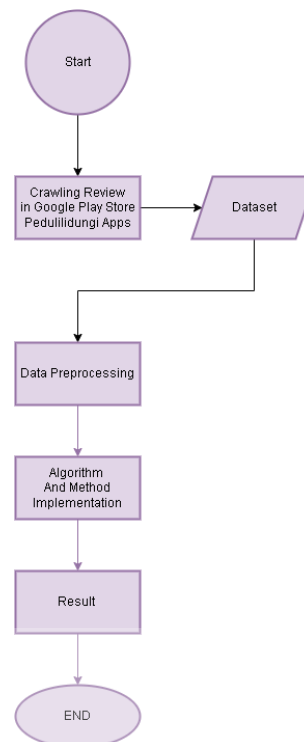 Start
Crawling Review
in Google Play Store
Pedulilidungi Apps
Dataset
Data Preprocessing
Algorithm
And Method
Implementation
Result
END